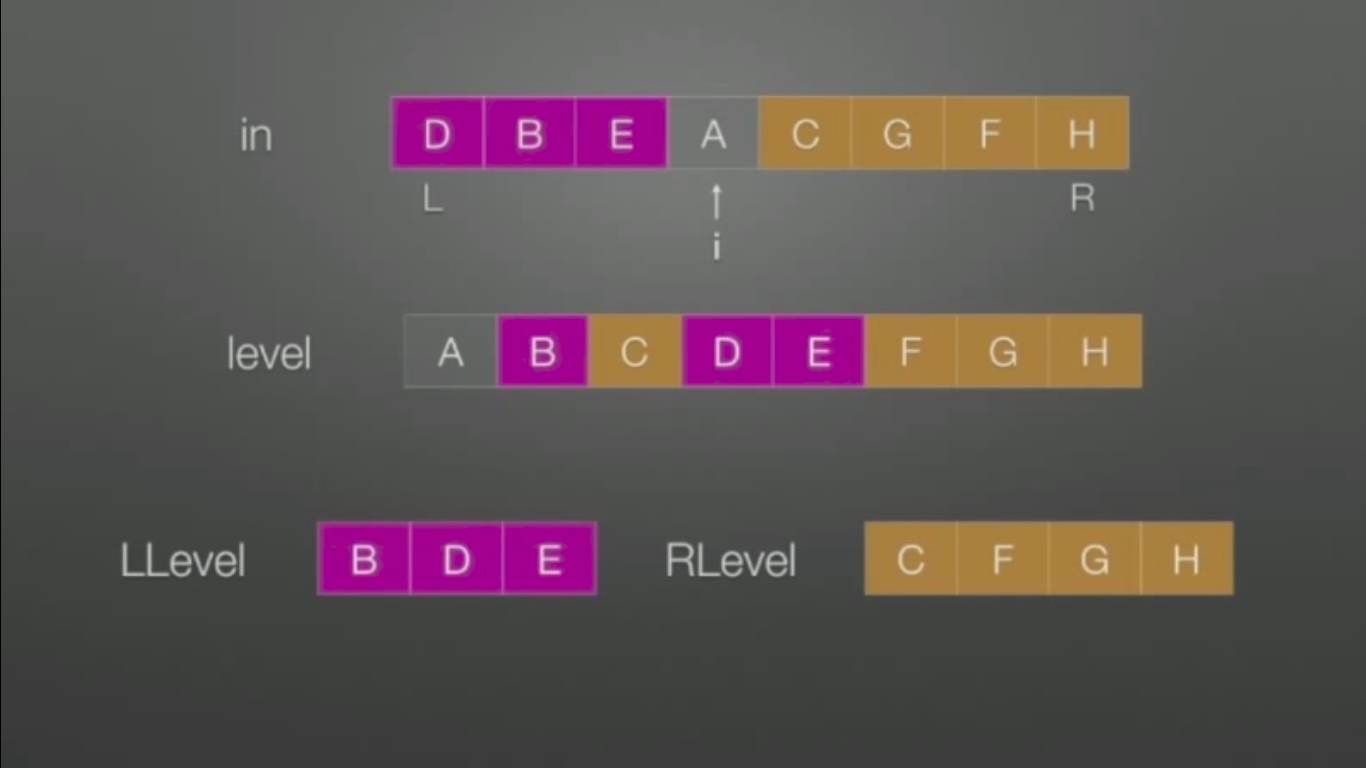 in D B E A C G F H
L R
i
level A B C D E F G H
LLevel B D E RLevel C F G H